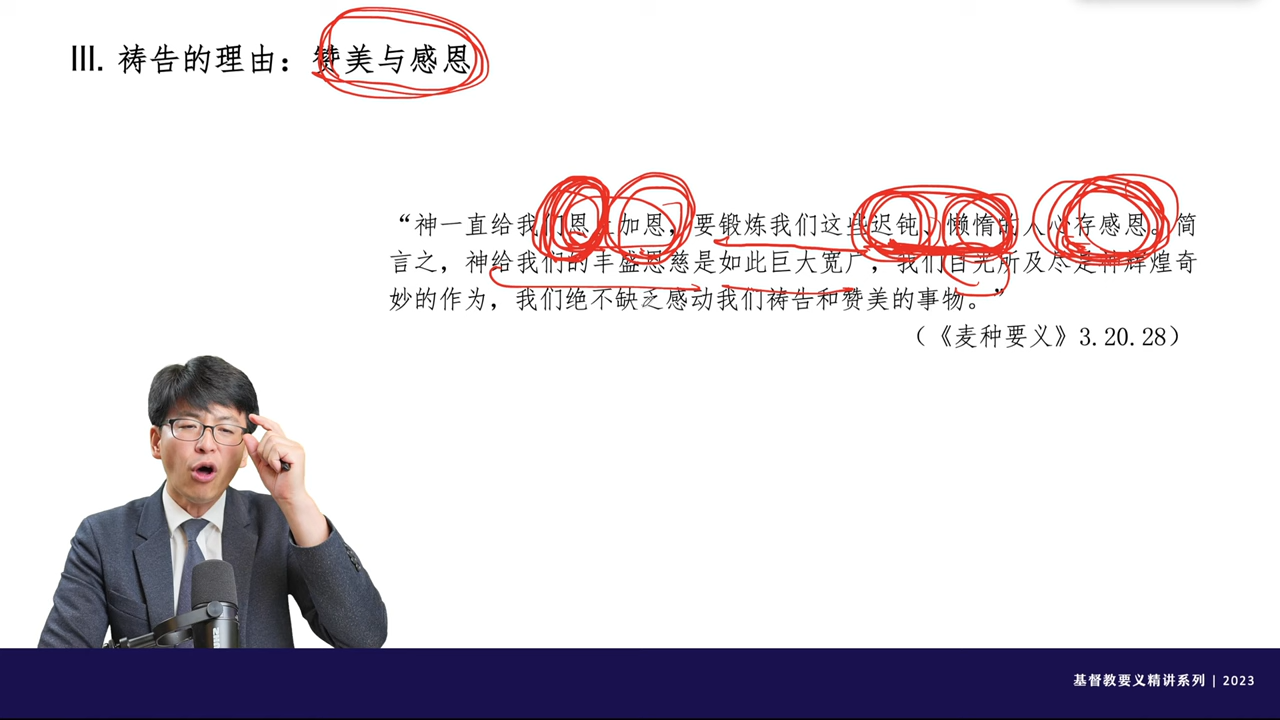 III. 祷告的理由：赞美与感恩
“神一直给我们恩上加恩，要锻炼我们这些迟钝、懒惰的人心存感恩。简
言之，神给我们的丰盛恩慈是如此巨大宽广，我们目光所及尽是神辉煌奇
妙的作为，我们绝不缺乏感动我们祷告和赞美的事物。”
（《麦种要义》3.20.28）
基督教要义精讲系列 | 2023